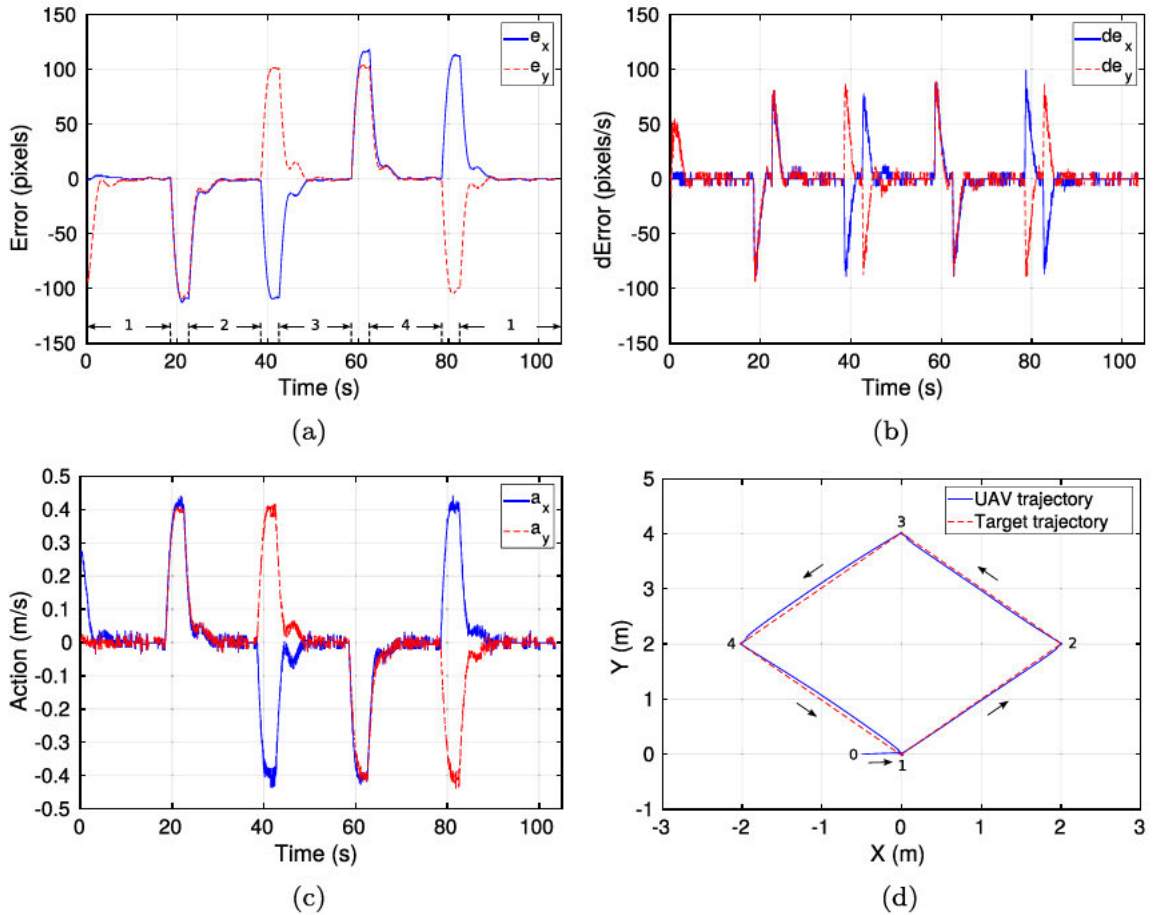 150
100
50
0
-50
-100
-150
Error (pixels)
e_x
e_y
1 2 3 4 1
0 20 40 60 80 100
Time (s)
(a)
150
100
50
0
-50
-100
-150
dError (pixels/s)
de_x
de_y
0 20 40 60 80 100
Time (s)
(b)
0.5
0.4
0.3
0.2
0.1
0
-0.1
-0.2
-0.3
-0.4
-0.5
Action (m/s)
a_x
a_y
0 20 40 60 80 100
Time (s)
(c)
5
4
3
2
1
0
-1
Y (m)
UAV trajectory
Target trajectory
3
4
2
0
1
-3 -2 -1 0 1 2 3
X (m)
(d)